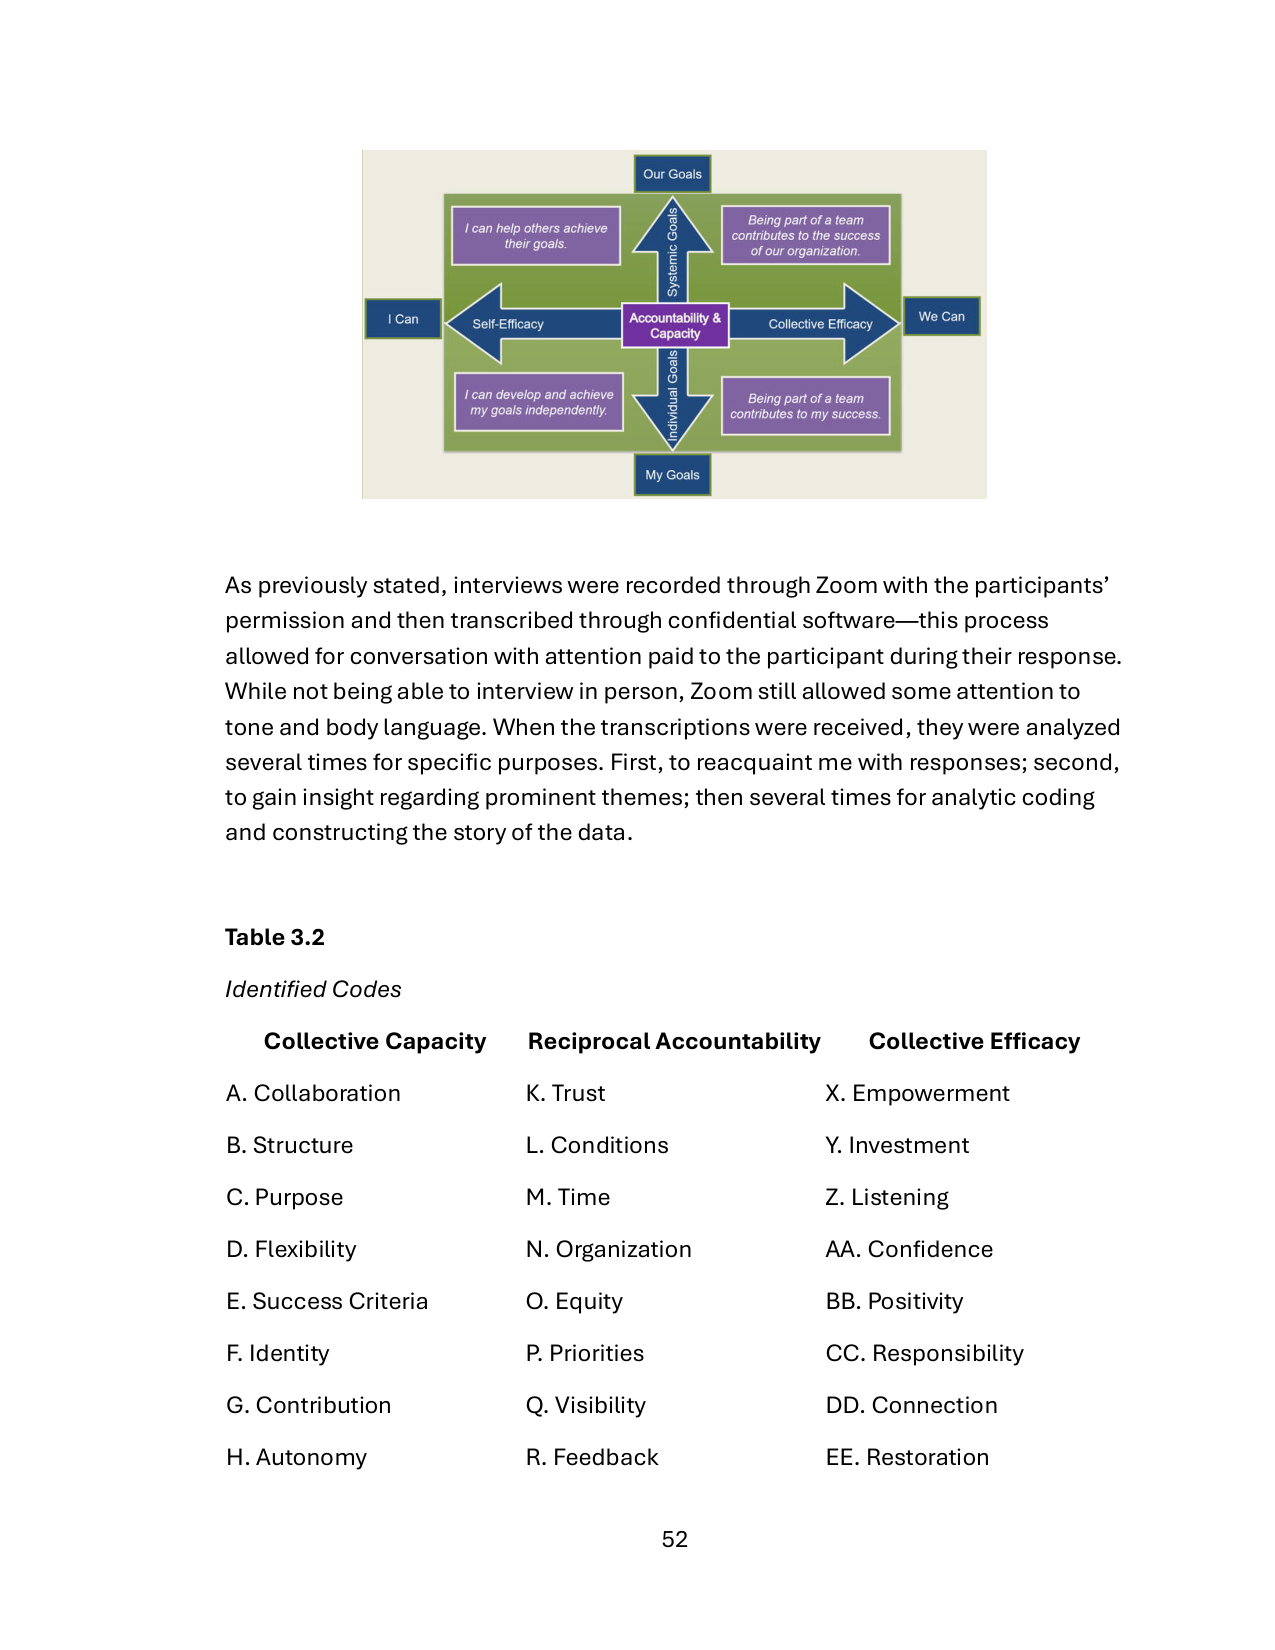 Our Goals
I can help others achieve
their goals.
Systemic Goals
Being part of a team
contributes to the success
of our organization.
I Can
Self-Efficacy
Accountability &
Capacity
Collective Efficacy
We Can
I can develop and achieve
my goals independently.
Individual Goals
Being part of a team
contributes to my success.
My Goals
As previously stated, interviews were recorded through Zoom with the participants’
permission and then transcribed through confidential software—this process
allowed for conversation with attention paid to the participant during their response.
While not being able to interview in person, Zoom still allowed some attention to
tone and body language. When the transcriptions were received, they were analyzed
several times for specific purposes. First, to reacquaint me with responses; second,
to gain insight regarding prominent themes; then several times for analytic coding
and constructing the story of the data.
Table 3.2
Identified Codes
Collective Capacity Reciprocal Accountability Collective Efficacy
A. Collaboration K. Trust X. Empowerment
B. Structure L. Conditions Y. Investment
C. Purpose M. Time Z. Listening
D. Flexibility N. Organization AA. Confidence
E. Success Criteria O. Equity BB. Positivity
F. Identity P. Priorities CC. Responsibility
G. Contribution Q. Visibility DD. Connection
H. Autonomy R. Feedback EE. Restoration
52